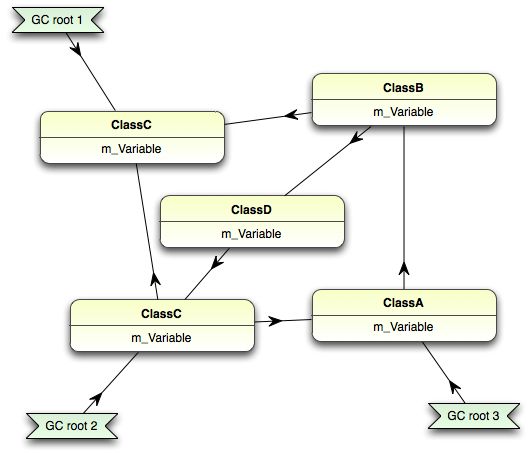 GC root 1
ClassB
m_Variable
ClassC
m_Variable
ClassD
m_Variable
ClassA
m_Variable
ClassC
m_Variable
GC root 3
GC root 2